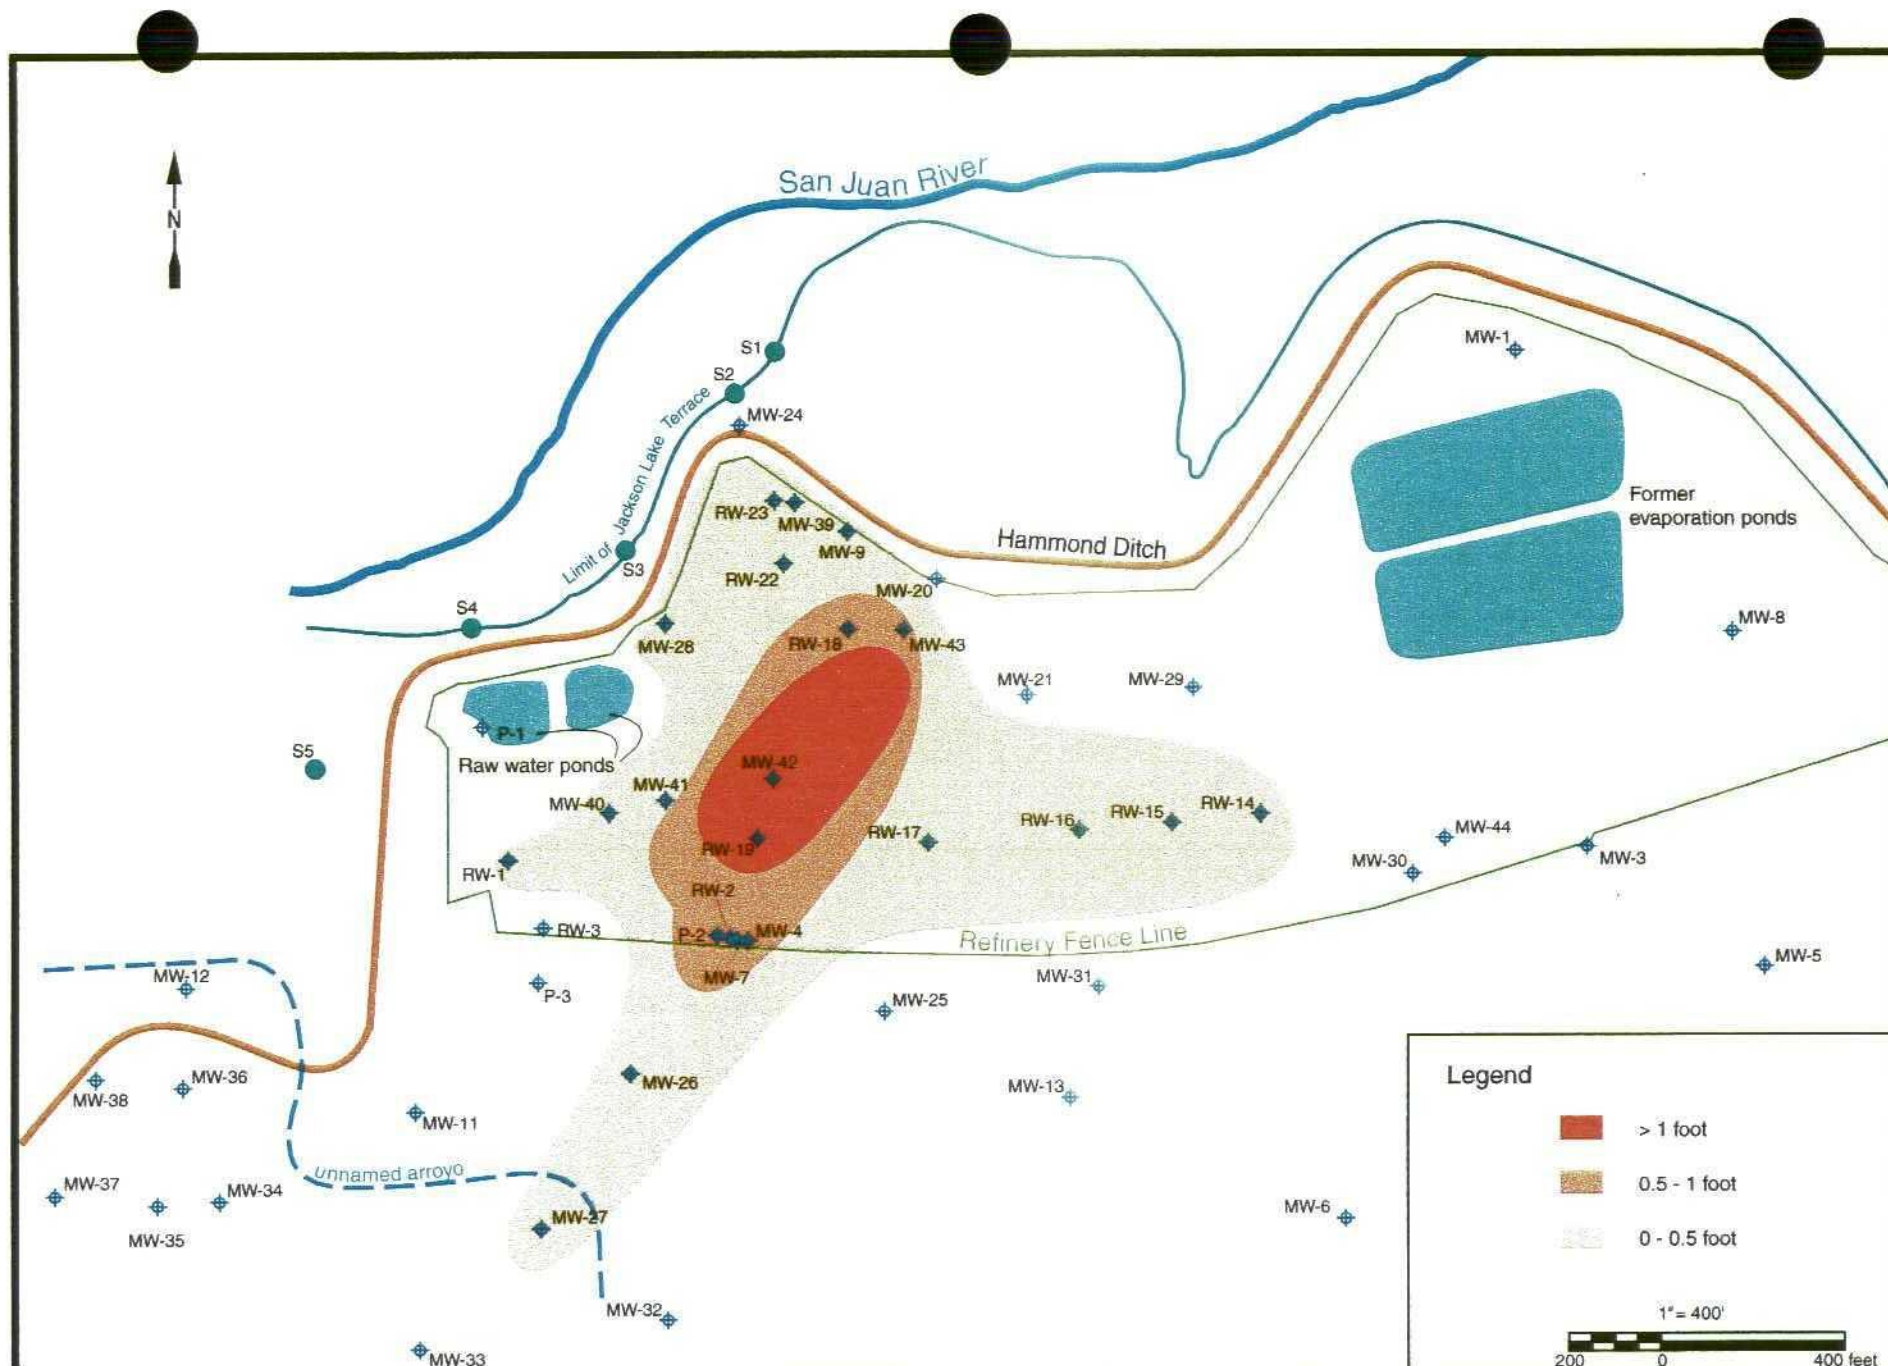 San Juan River
N
MW-1
S1
S2
MW-24
Limit of Jackson Lake Terrace
Former
evaporation ponds
RW-23
MW-39
Hammond Ditch
MW-9
S3
RW-22
MW-20
S4
MW-8
MW-28
RW-18
MW-43
MW-21
MW-29
P-1
S5
Raw water ponds
MW-42
MW-41
MW-40
RW-14
RW-15
RW-16
RW-17
MW-44
RW-19
MW-30
MW-3
RW-1
RW-2
RW-3
P-2
MW-4
Refinery Fence Line
MW-5
MW-12
MW-7
MW-31
P-3
MW-25
MW-36
MW-26
MW-13
MW-38
Legend
MW-11
> 1 foot
unnamed arroyo
MW-37
MW-34
0.5 - 1 foot
MW-6
MW-27
MW-35
0 - 0.5 foot
MW-32
1" = 400'
MW-33
200 0 400 feet